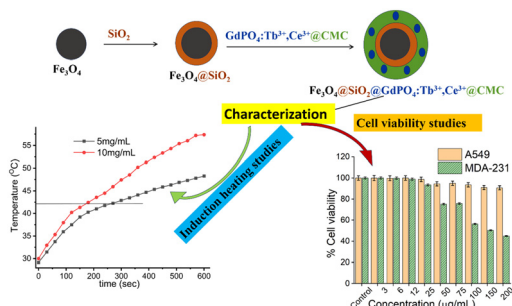 SiO₂
GdPO₄:Tb³⁺,Ce³⁺@CMC
Fe₃O₄
Fe₃O₄@SiO₂
Fe₃O₄@SiO₂@GdPO₄:Tb³⁺,Ce³⁺@CMC
Characterization
Cell viability studies
Induction heating studies
5mg/mL
10mg/mL
Temperature (⁰C)
60
55
50
45
40
35
30
0 100 200 300 400 500 600
time (sec)
A549
MDA-231
% Cell viability
100
80
60
40
20
0
Control 3 6 12 25 50 75 100 150 200
Concentration (µg/mL)